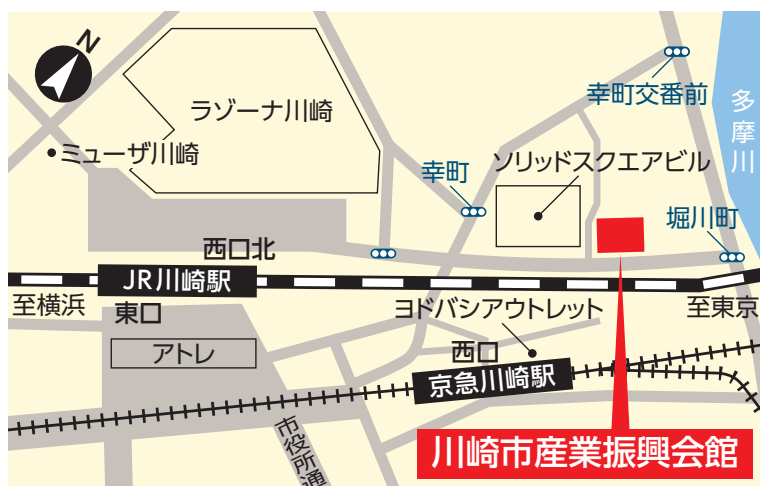 N
ラゾーナ川崎
ミューザ川崎
幸町交番前
多摩川
ソリッドスクエアビル
幸町
堀川町
西口北
JR川崎駅
至横浜
東口
至東京
ヨドバシアウトレット
アトレ
西口
京急川崎駅
市役所通
川崎市産業振興会館